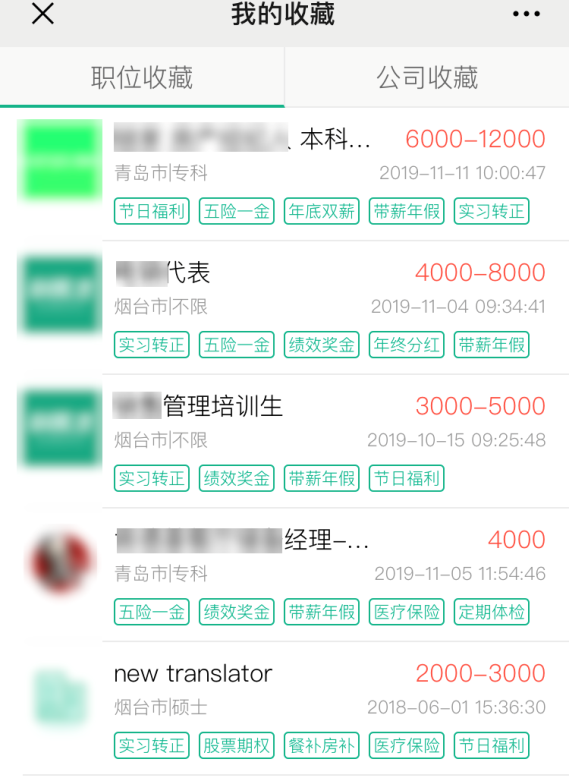 我的收藏
职位收藏 公司收藏
、本科... 6000-12000
青岛市|专科 2019-11-11 10:00:47
节日福利 五险一金 年底双薪 带薪年假 实习转正
代表 4000-8000
烟台市|不限 2019-11-04 09:34:41
实习转正 五险一金 绩效奖金 年终分红 带薪年假
管理培训生 3000-5000
烟台市|不限 2019-10-15 09:25:48
实习转正 绩效奖金 带薪年假 节日福利
经理-... 4000
青岛市|专科 2019-11-05 11:54:46
五险一金 绩效奖金 带薪年假 医疗保险 定期体检
new translator 2000-3000
烟台市|硕士 2018-06-01 15:36:30
实习转正 股票期权 餐补房补 医疗保险 节日福利